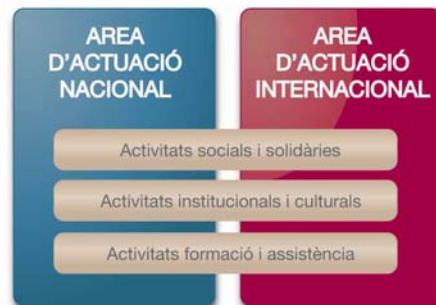 AREA
D'ACTUACIÓ
NACIONAL
AREA
D'ACTUACIÓ
INTERNACIONAL
Activitats socials i solidàries
Activitats institucionals i culturals
Activitats formació i assistència